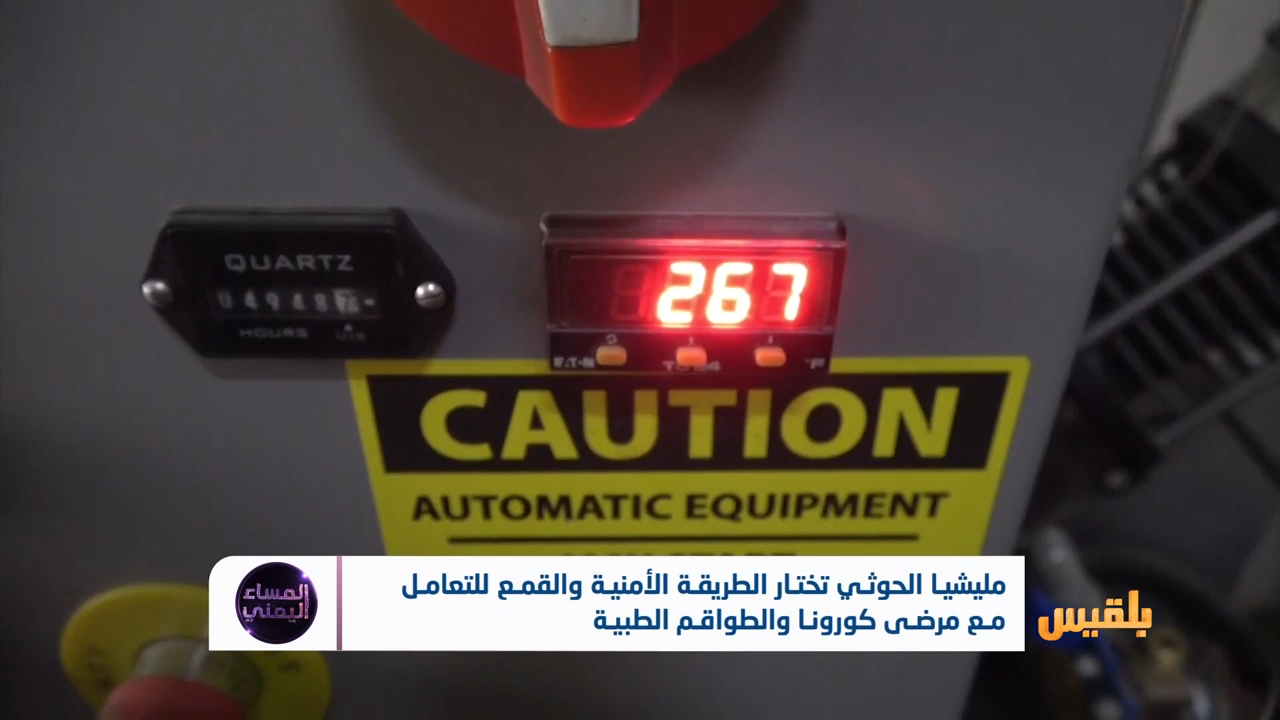 QUARTZ
HOURS
267
CAUTION
AUTOMATIC EQUIPMENT
مليشيا الحوثي تختار الطريقة الأمنية والقمع للتعامل
مع مرضى كورونا والطواقم الطبية
المساء
اليمني
بلقيس